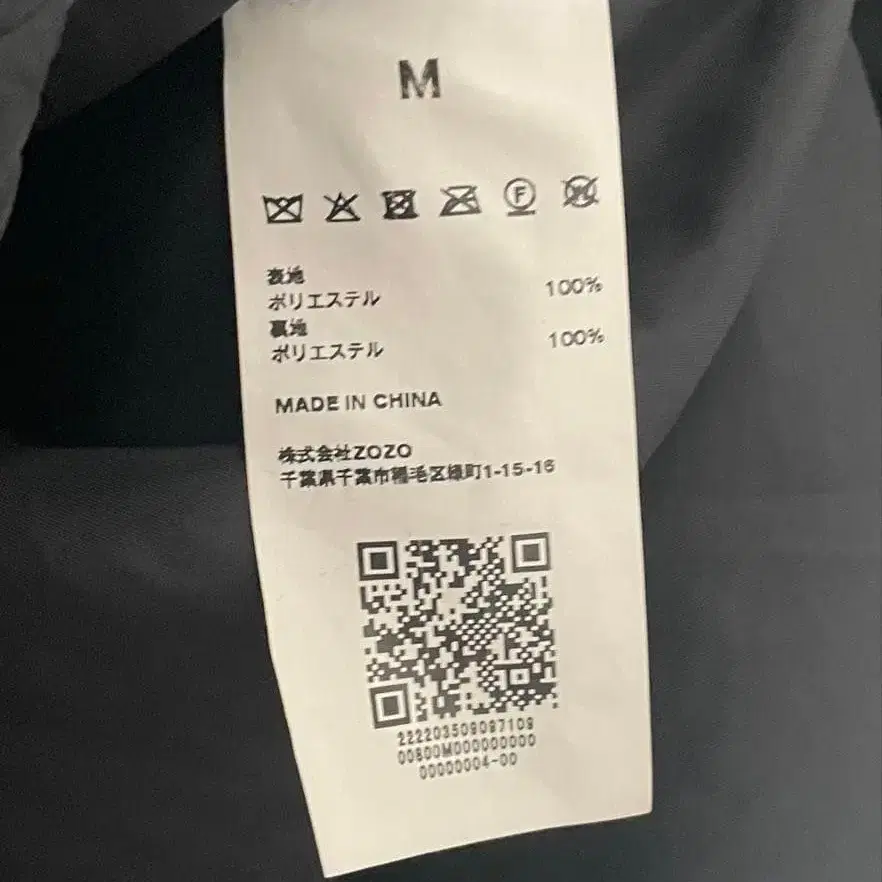 M
F
W
表地
ポリエステル 100%
裏地
ポリエステル 100%
MADE IN CHINA
株式会社ZOZO
千葉県千葉市稲毛区緑町1-15-16
222203509097109
00800M000000000
00000004-00